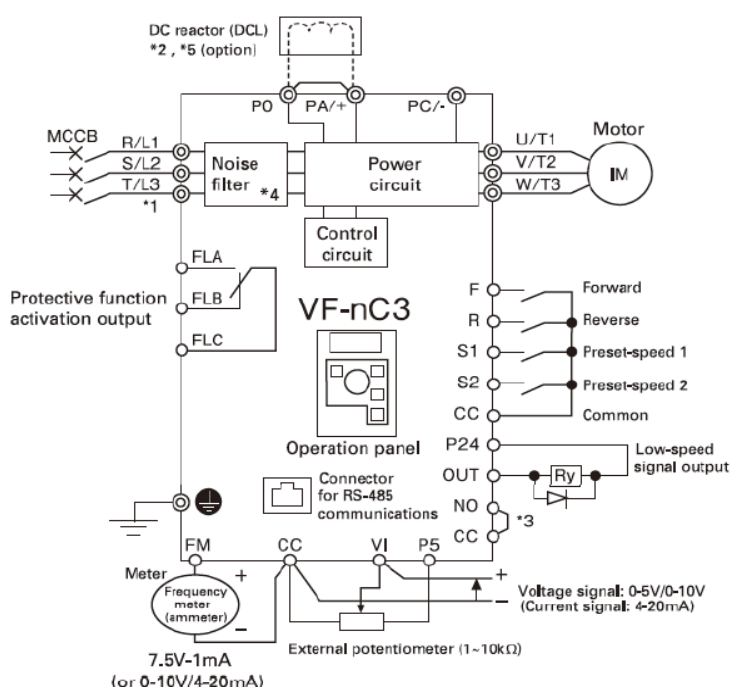 DC reactor (DCL)
*2 , *5 (option)
PO
PA/+
PC/-
MCCB
R/L1
S/L2
T/L3
*1
Noise
filter
*4
Power
circuit
U/T1
V/T2
W/T3
Motor
IM
Control
circuit
FLA
FLB
FLC
Protective function
activation output
VF-nC3
Operation panel
F
Forward
R
Reverse
S1
Preset-speed 1
S2
Preset-speed 2
CC
Common
P24
Low-speed
signal output
OUT
Ry
NO
*3
CC
Connector
for RS-485
communications
FM
CC
VI
P5
Meter
+
Frequency
meter
(ammeter)
−
+
−
Voltage signal: 0-5V/0-10V
(Current signal: 4-20mA)
External potentiometer (1~10kΩ)
7.5V-1mA
(or 0-10V/4-20mA)